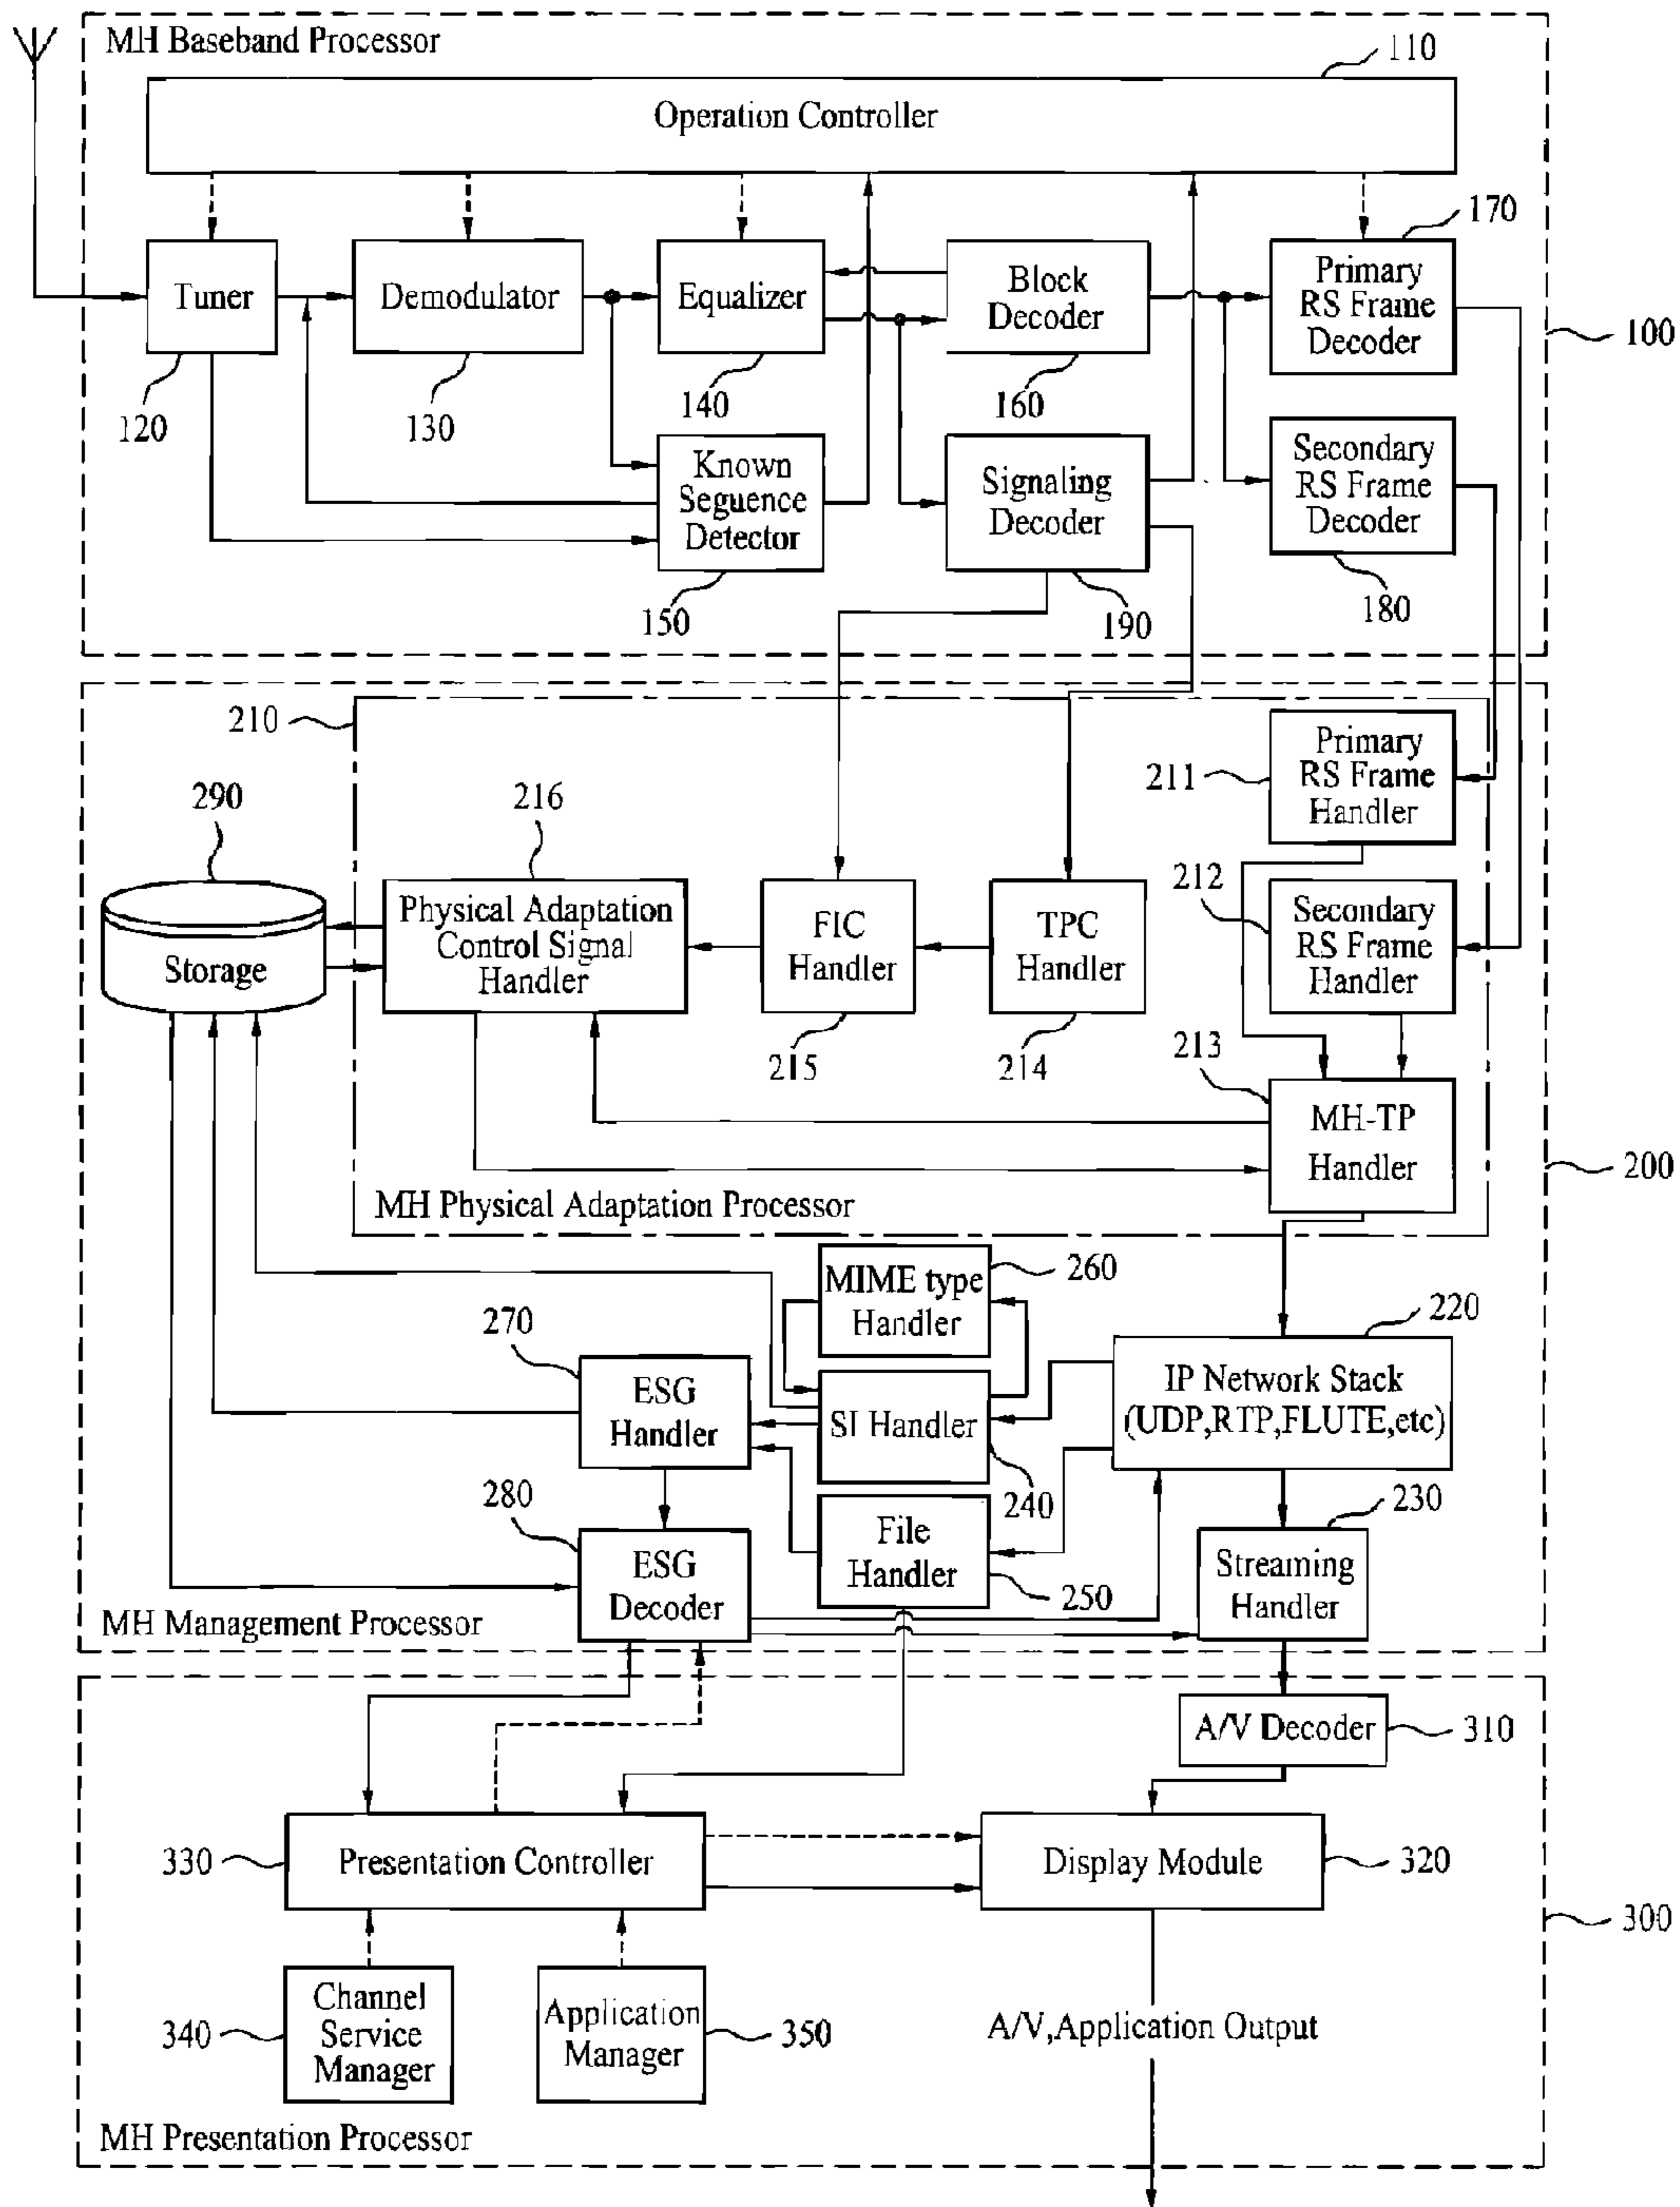 MH Baseband Processor
110
Operation Controller
170
Tuner
Demodulator
Equalizer
Block
Decoder
Primary
RS Frame
Decoder
100
120
130
140
160
Known
Seguence
Detector
Signaling
Decoder
Secondary
RS Frame
Decoder
150
190
180
210
Primary
RS Frame
Handler
211
290
216
212
Storage
Physical Adaptation
Control Signal
Handler
FIC
Handler
TPC
Handler
Secondary
RS Frame
Handler
215
214
213
MH-TP
Handler
200
MH Physical Adaptation Processor
MIME type
Handler
260
270
220
ESG
Handler
SI Handler
IP Network Stack
(UDP,RTP,FLUTE,etc)
280
240
230
ESG
Decoder
File
Handler
250
Streaming
Handler
MH Management Processor
A/V Decoder
310
330
Presentation Controller
Display Module
320
300
340
Channel
Service
Manager
Application
Manager
350
A/V,Application Output
MH Presentation Processor